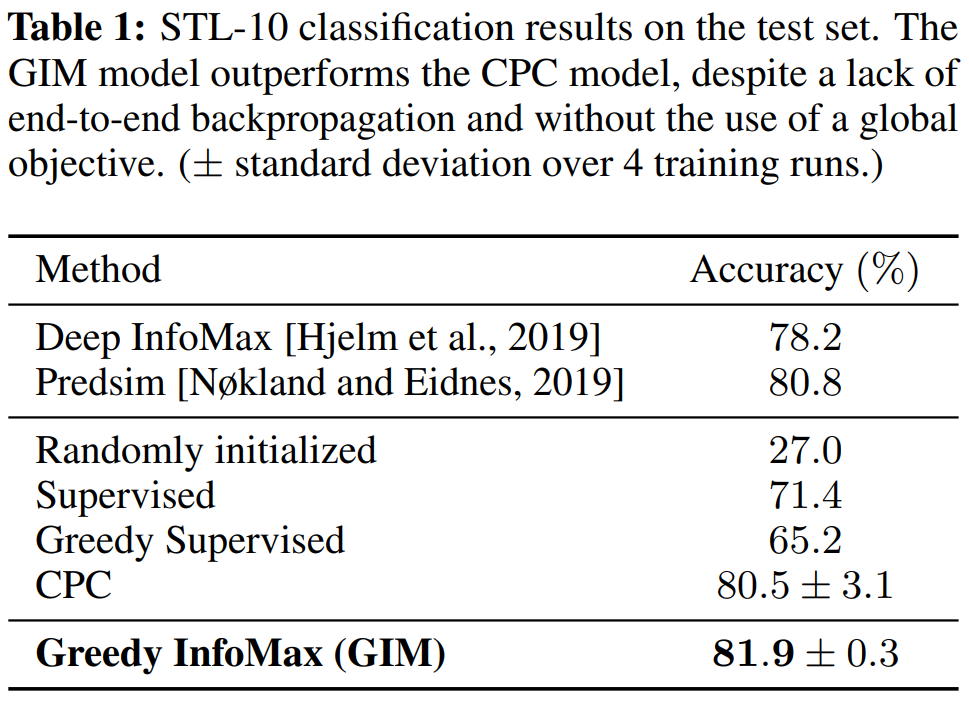 Table 1: STL-10 classification results on the test set. The
GIM model outperforms the CPC model, despite a lack of
end-to-end backpropagation and without the use of a global
objective. (± standard deviation over 4 training runs.)
Method Accuracy (%)
Deep InfoMax [Hjelm et al., 2019] 78.2
Predsim [Nøkland and Eidnes, 2019] 80.8
Randomly initialized 27.0
Supervised 71.4
Greedy Supervised 65.2
CPC 80.5 ± 3.1
Greedy InfoMax (GIM) 81.9 ± 0.3